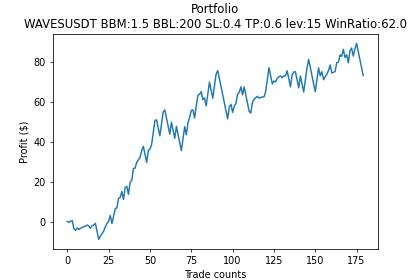 Portfolio
WAVESUSDT BBM:1.5 BBL:200 SL:0.4 TP:0.6 lev:15 WinRatio:62.0
80
60
40
20
0
Profit ($)
0 25 50 75 100 125 150 175
Trade counts